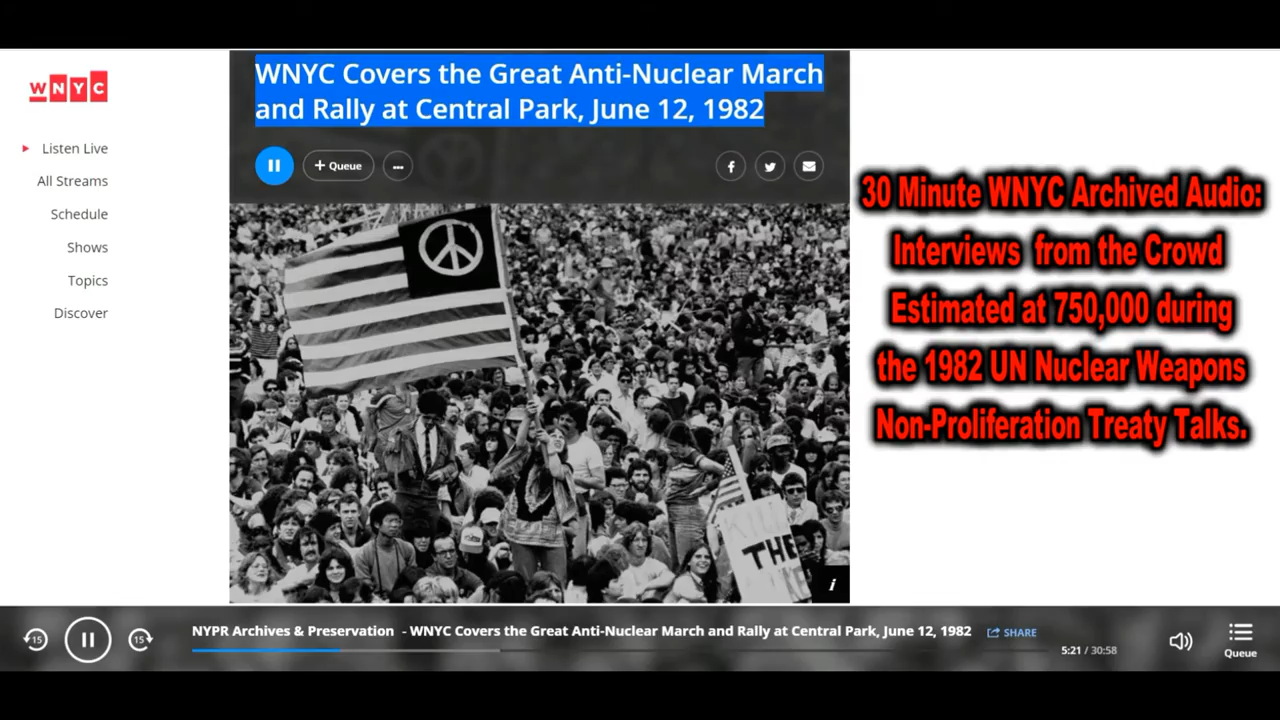 WNYC
Listen Live
All Streams
Schedule
Shows
Topics
Discover
WNYC Covers the Great Anti-Nuclear March
and Rally at Central Park, June 12, 1982
+ Queue
30 Minute WNYC Archived Audio:
Interviews from the Crowd
Estimated at 750,000 during
the 1982 UN Nuclear Weapons
Non-Proliferation Treaty Talks.
THE
i
15
15
NYPR Archives & Preservation - WNYC Covers the Great Anti-Nuclear March and Rally at Central Park, June 12, 1982
SHARE
5:21 / 30:58
Queue